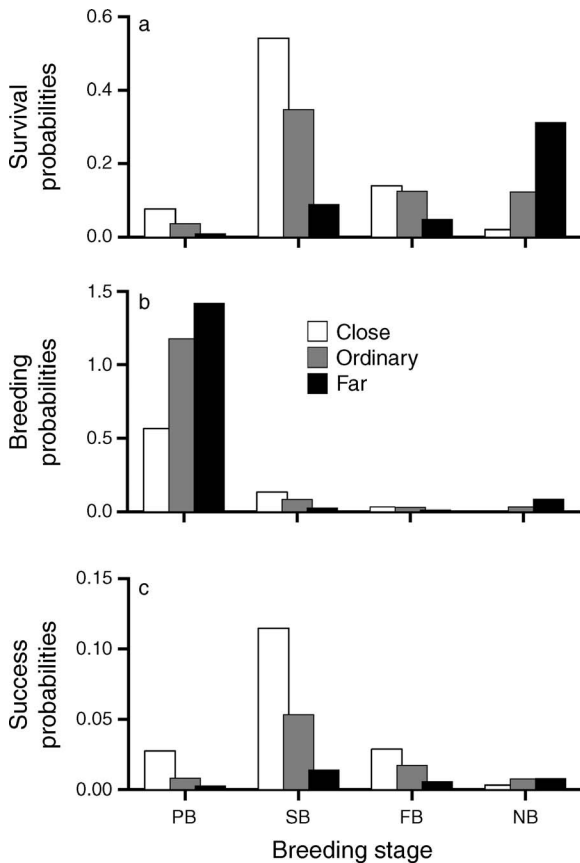 a
Survival
probabilities
0.6
0.4
0.2
0.0
b
Breeding
probabilities
1.5
1.0
0.5
0.0
Close
Ordinary
Far
c
Success
probabilities
0.15
0.10
0.05
0.00
PB SB FB NB
Breeding stage